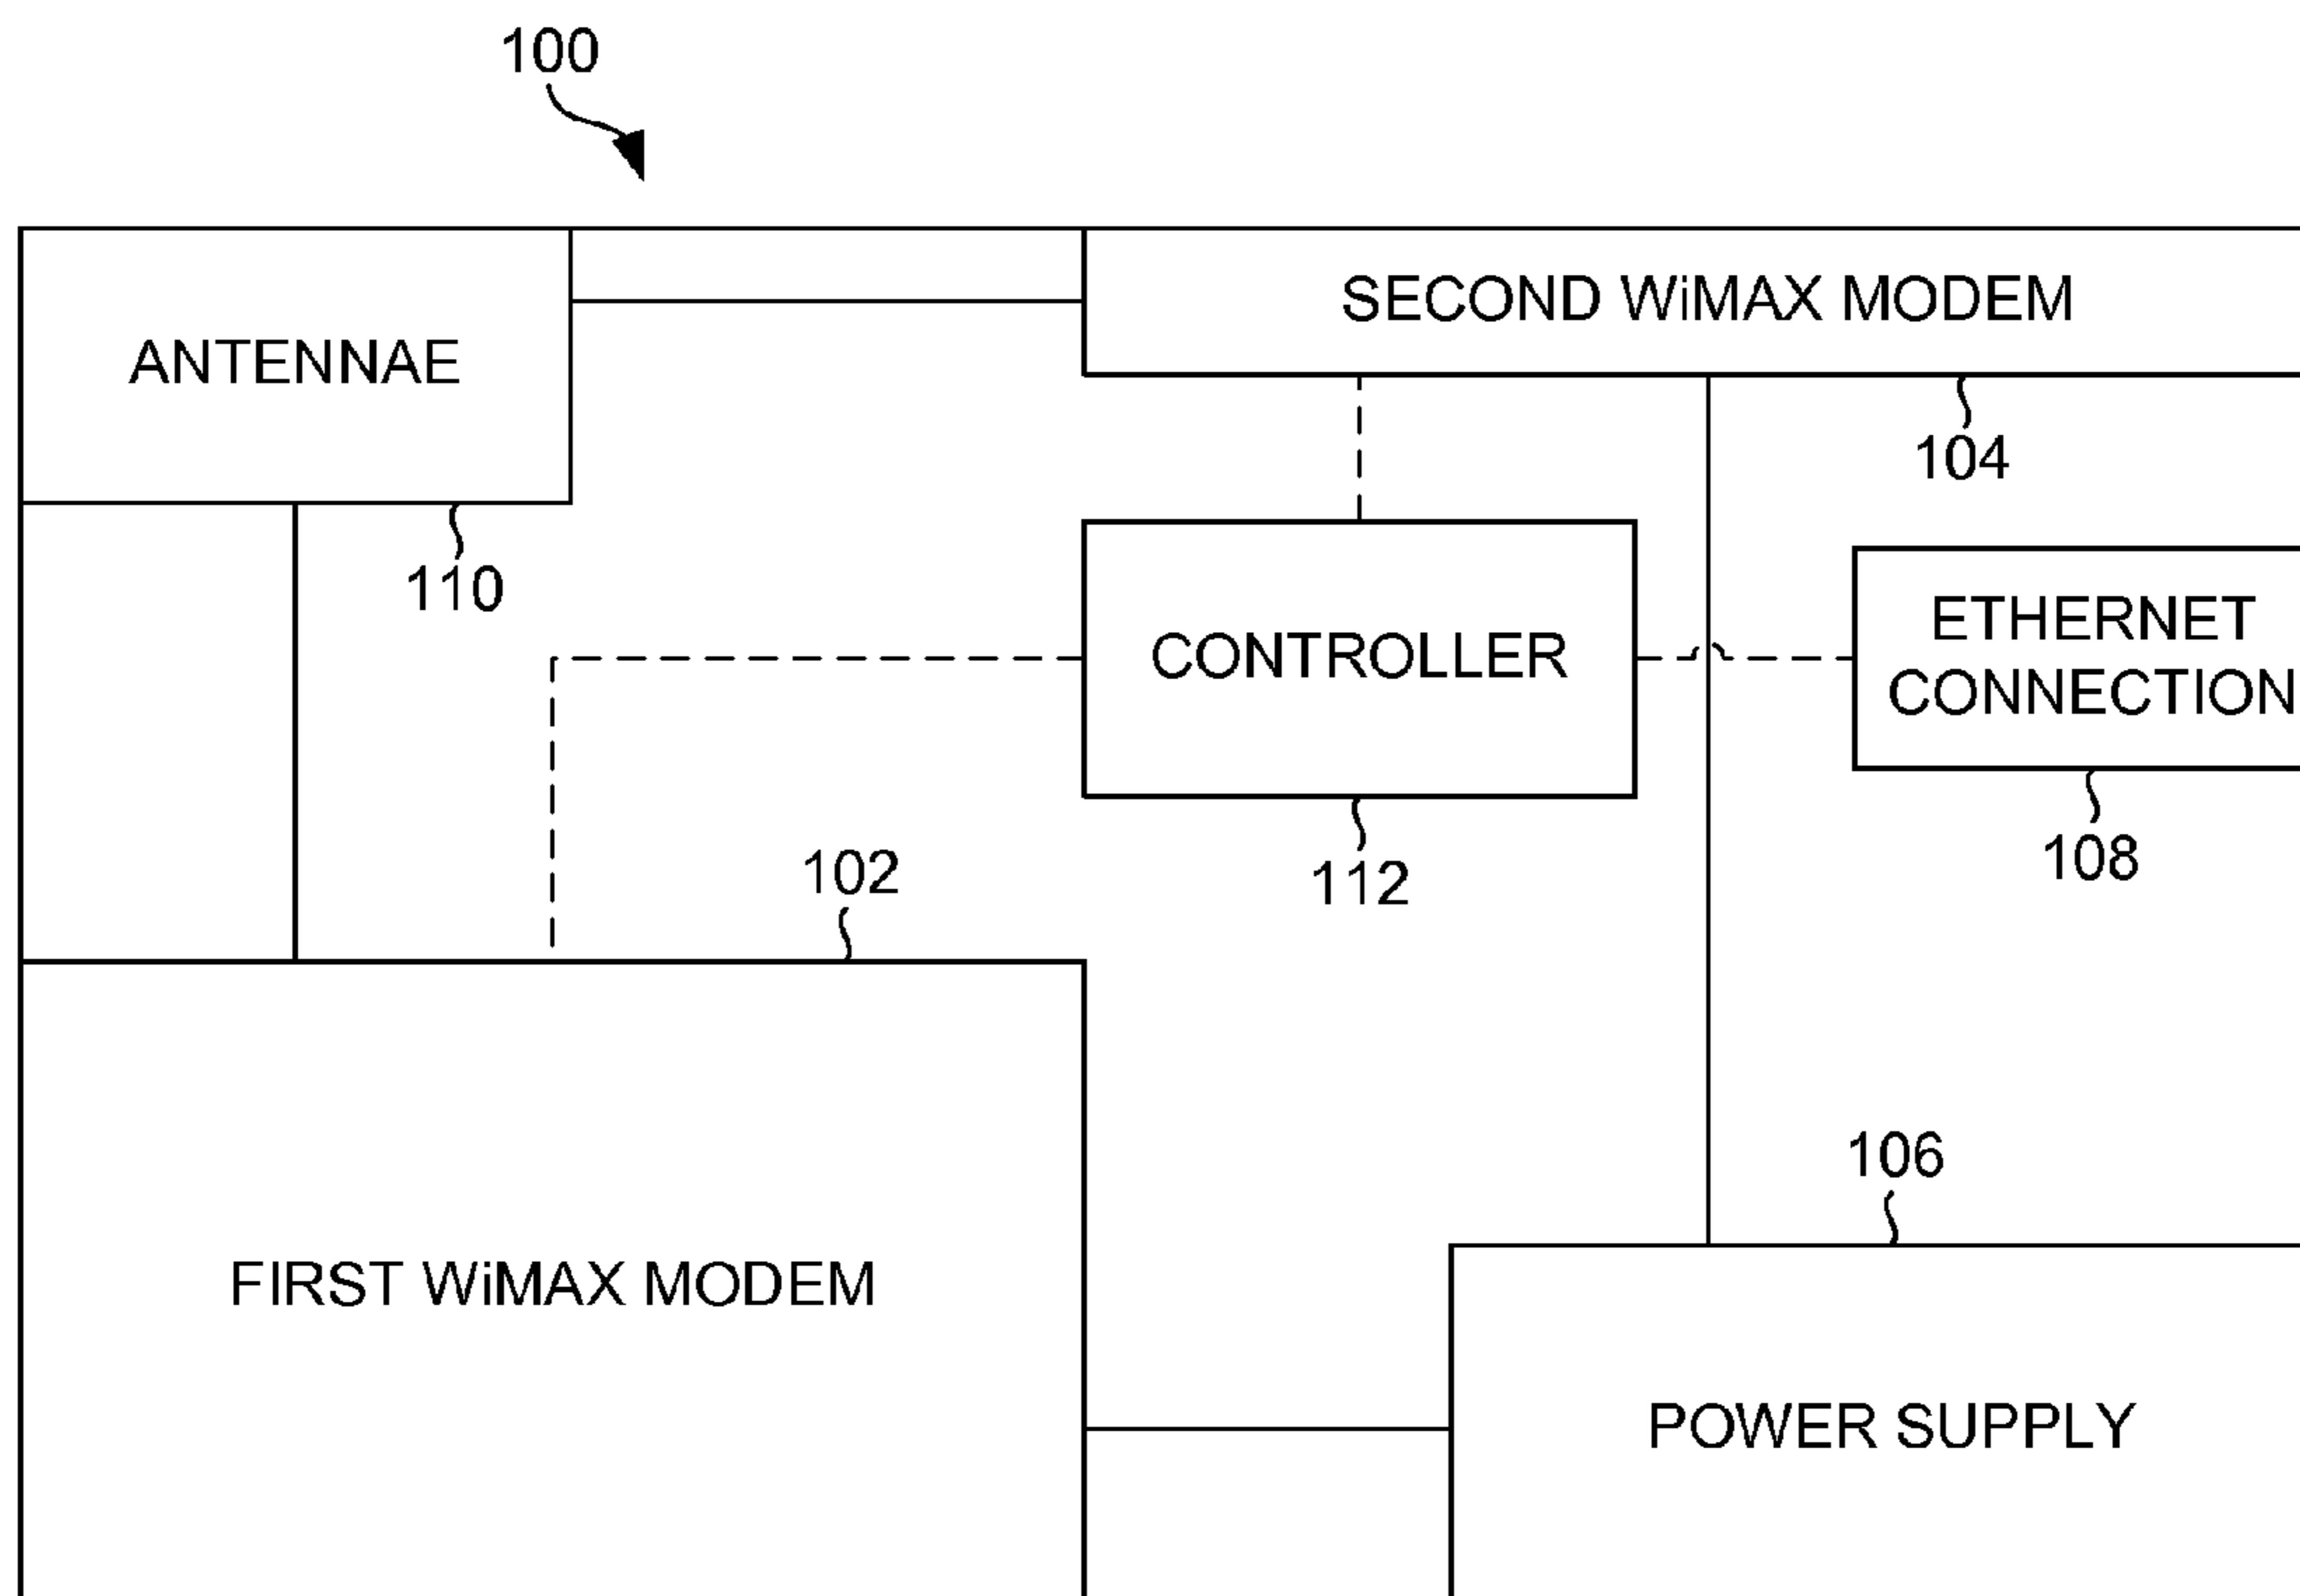 100
SECOND WiMAX MODEM
ANTENNAE
104
110
ETHERNET
CONNECTION
CONTROLLER
108
102
112
106
FIRST WiMAX MODEM
POWER SUPPLY